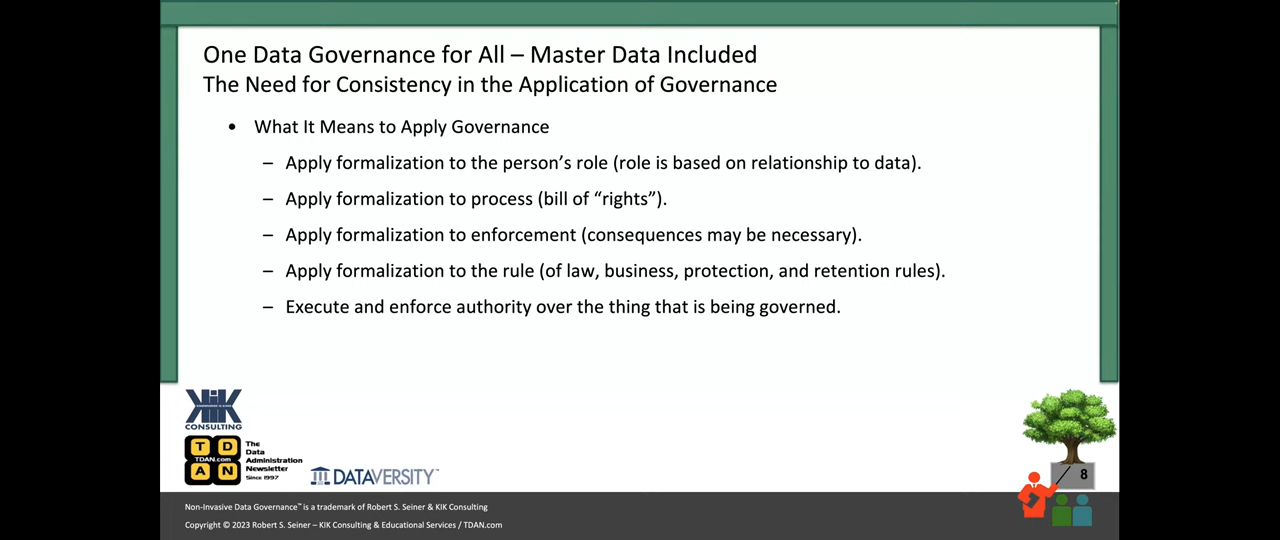 One Data Governance for All – Master Data Included
The Need for Consistency in the Application of Governance
• What It Means to Apply Governance
– Apply formalization to the person's role (role is based on relationship to data).
– Apply formalization to process (bill of “rights”).
– Apply formalization to enforcement (consequences may be necessary).
– Apply formalization to the rule (of law, business, protection, and retention rules).
– Execute and enforce authority over the thing that is being governed.
KIK
CONSULTING
T D
TDAN.com
A N
The
Data
Administration
Newsletter
Since 1997
DATAVERSITY™
8
Non-Invasive Data Governance™ is a trademark of Robert S. Seiner & KIK Consulting
Copyright © 2023 Robert S. Seiner – KIK Consulting & Educational Services / TDAN.com